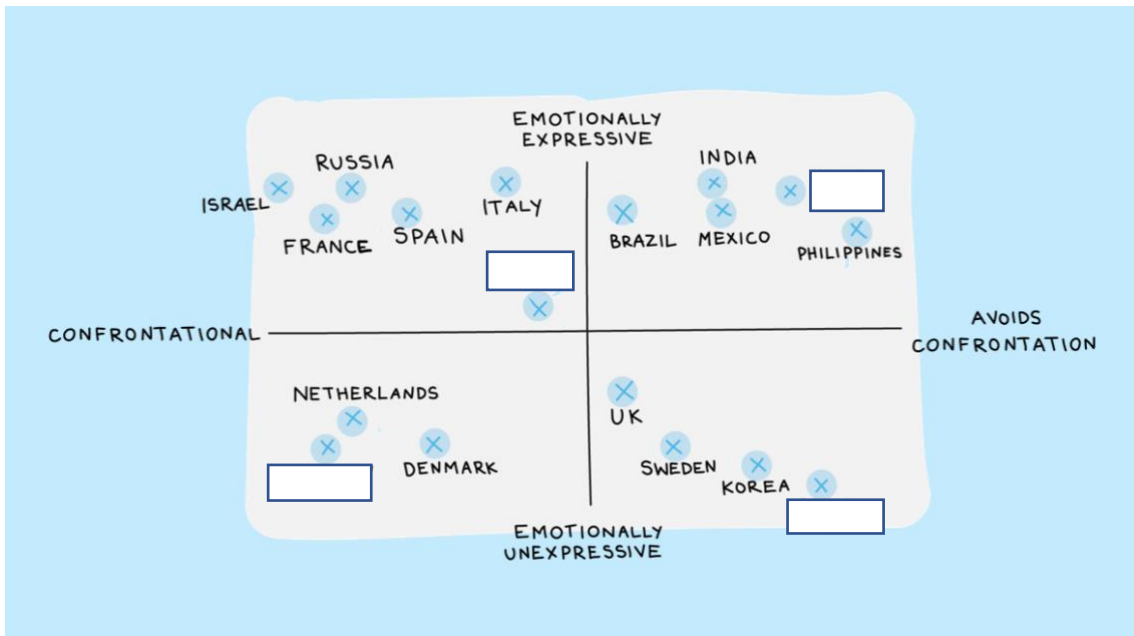 EMOTIONALLY
EXPRESSIVE
RUSSIA
INDIA
ISRAEL
ITALY
FRANCE
SPAIN
BRAZIL
MEXICO
PHILIPPINES
CONFRONTATIONAL
AVOIDS
CONFRONTATION
NETHERLANDS
UK
DENMARK
SWEDEN
KOREA
EMOTIONALLY
UNEXPRESSIVE